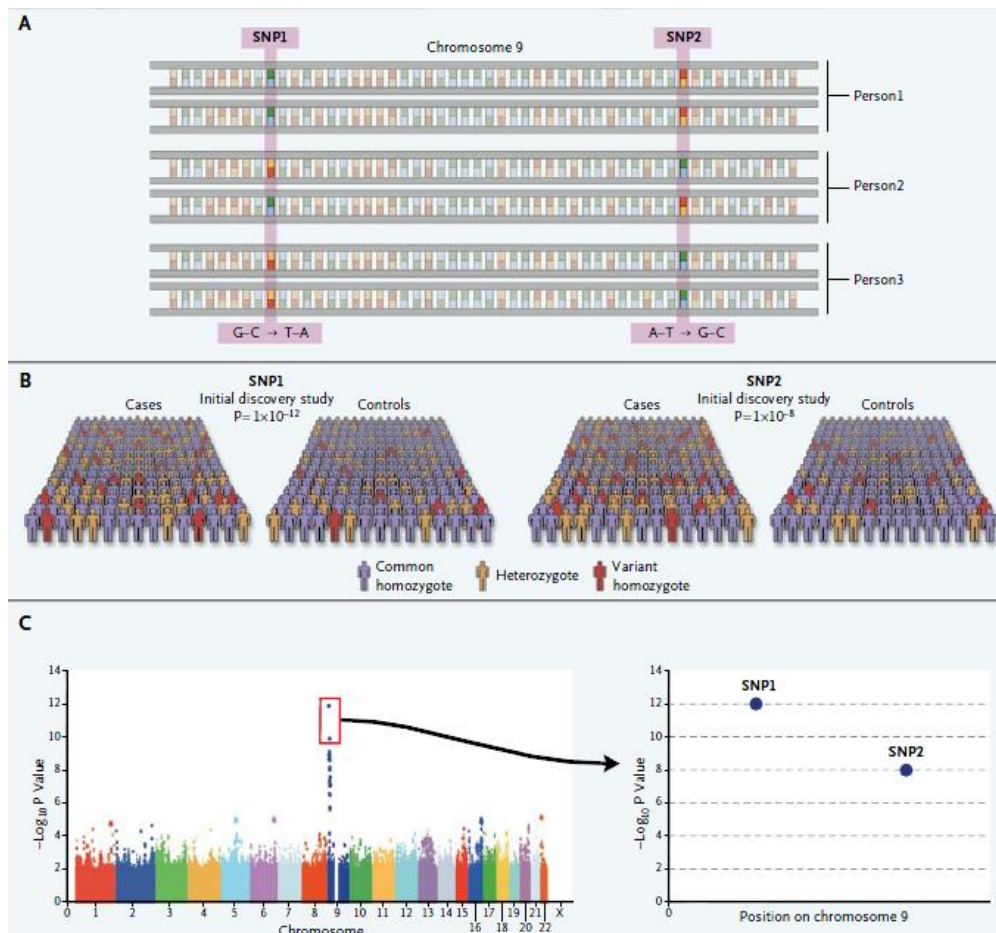 A
SNP1
SNP2
Chromosome 9
Person1
Person2
Person3
G–C → T–A
A–T → G–C
B
SNP1
Initial discovery study
P=1×10⁻¹²
Cases
Controls
SNP2
Initial discovery study
P=1×10⁻⁸
Cases
Controls
Common homozygote
Heterozygote
Variant homozygote
C
14
12
10
8
6
4
2
0
–Log₁₀ P Value
0 1 2 3 4 5 6 7 8 9 10 11 12 13 14 15 17 19 21 X
16 18 20 22
Chromosome
14
12
10
8
6
4
2
0
–Log₁₀ P Value
SNP1
SNP2
0
Position on chromosome 9